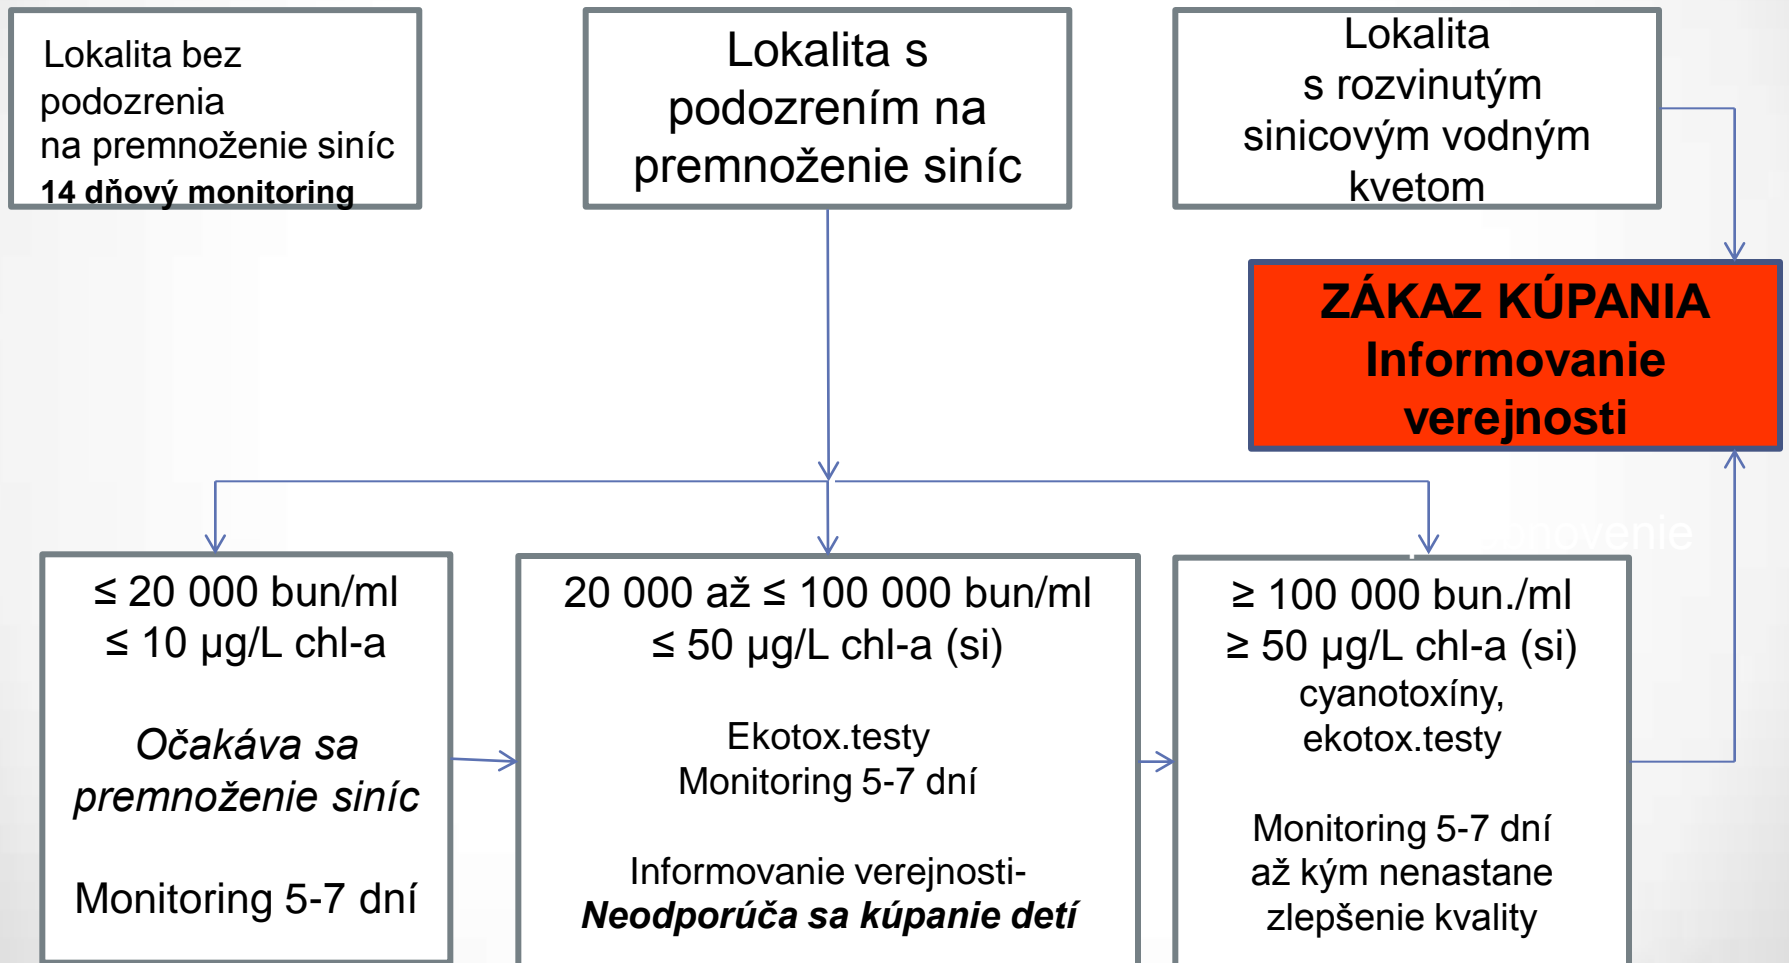 Lokalita bez
podozrenia
na premnoženie siníc
14 dňový monitoring
Lokalita s
podozrením na
premnoženie siníc
Lokalita
s rozvinutým
sinicovým vodným
kvetom
ZÁKAZ KÚPANIA
Informovanie
verejnosti
≤ 20 000 bun/ml
≤ 10 µg/L chl-a
Očakáva sa
premnoženie siníc
Monitoring 5-7 dní
20 000 až ≤ 100 000 bun/ml
≤ 50 µg/L chl-a (si)
Ekotox.testy
Monitoring 5-7 dní
Informovanie verejnosti-
Neodporúča sa kúpanie detí
≥ 100 000 bun./ml
≥ 50 µg/L chl-a (si)
cyanotoxíny,
ekotox.testy
Monitoring 5-7 dní
až kým nenastane
zlepšenie kvality